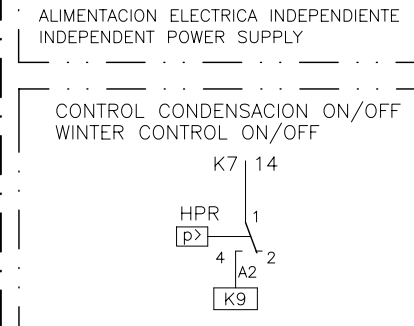 ALIMENTACION ELECTRICA INDEPENDIENTE
INDEPENDENT POWER SUPPLY
CONTROL CONDENSACION ON/OFF
WINTER CONTROL ON/OFF
K7 14
HPR 1
p>
4 2
A2
K9